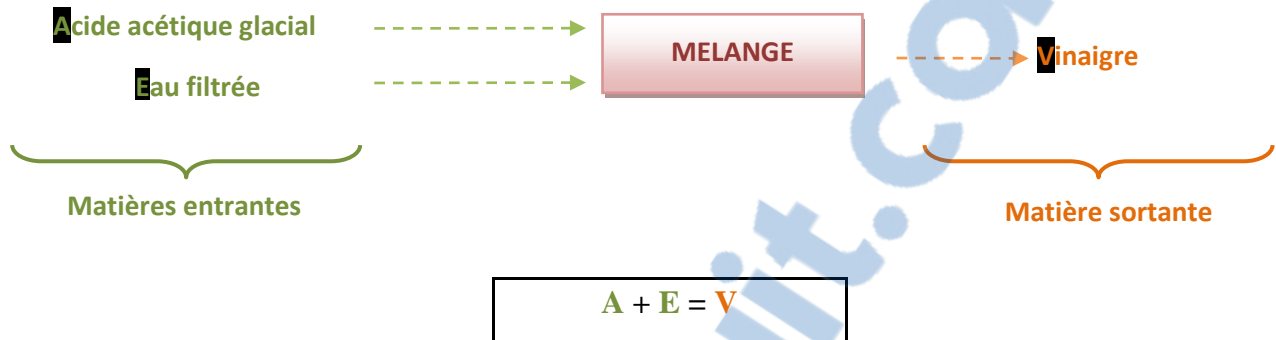 Acide acétique glacial
MELANGE
Vinaigre
Eau filtrée
Matières entrantes
Matière sortante
A + E = V